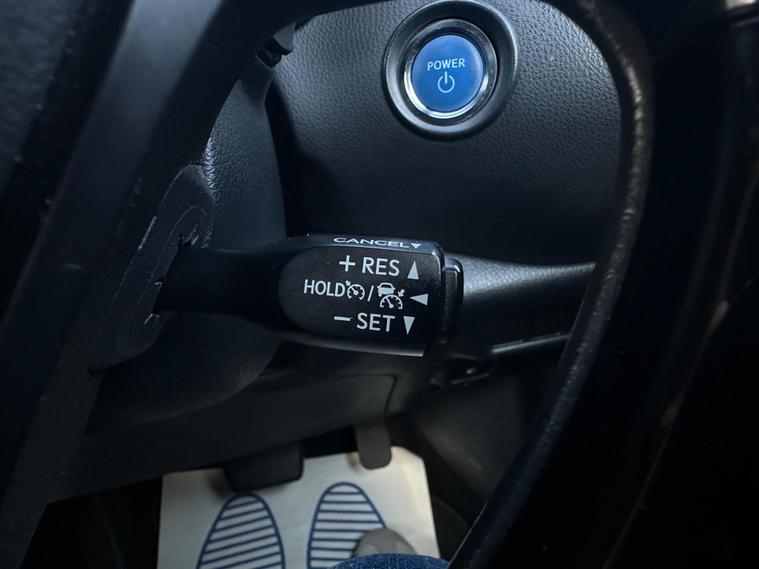 POWER
CANCEL▼
+ RES ▲
HOLD / ◀
− SET ▼